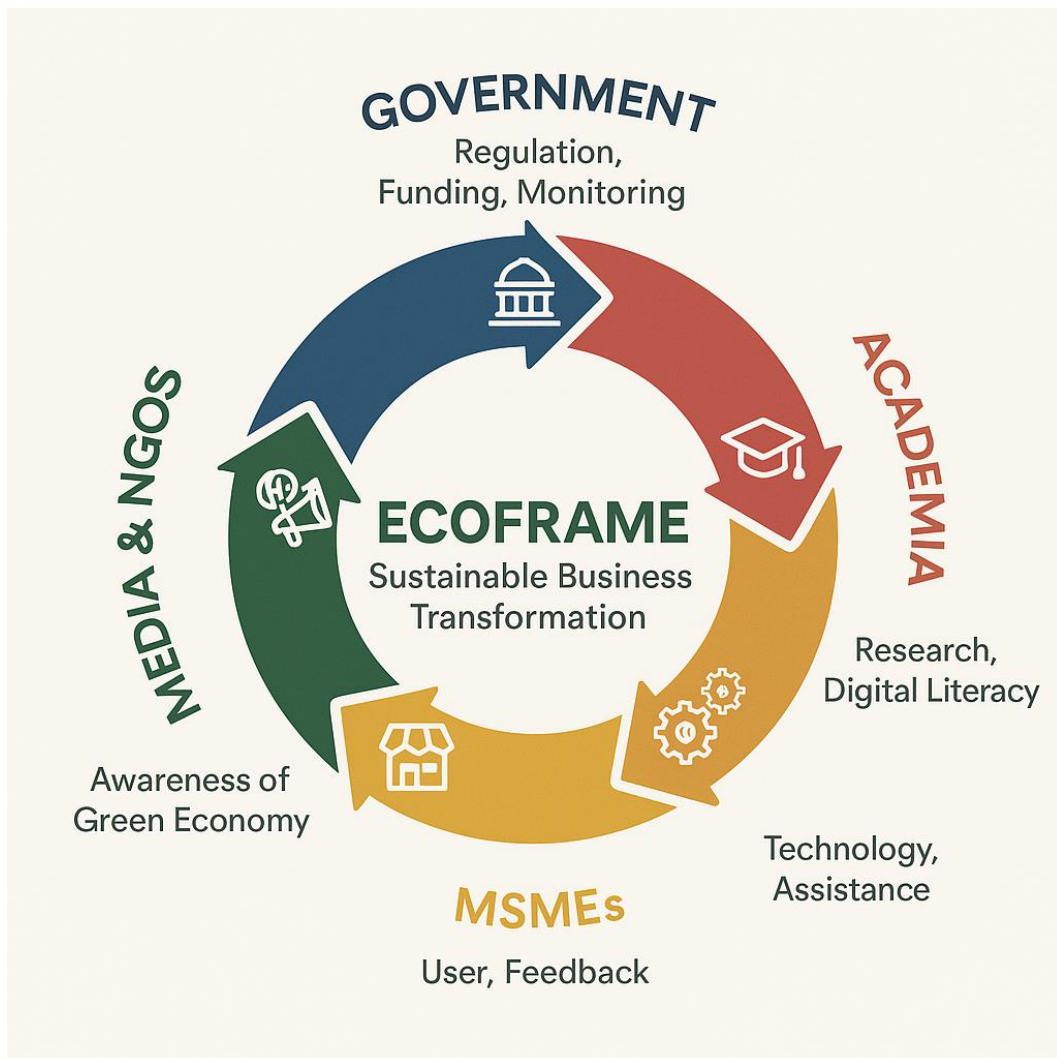 GOVERNMENT
Regulation,
Funding, Monitoring
ACADEMIA
Research,
Digital Literacy
Technology,
Assistance
MSMEs
User, Feedback
MEDIA & NGOS
Awareness of
Green Economy
ECOFRAME
Sustainable Business
Transformation